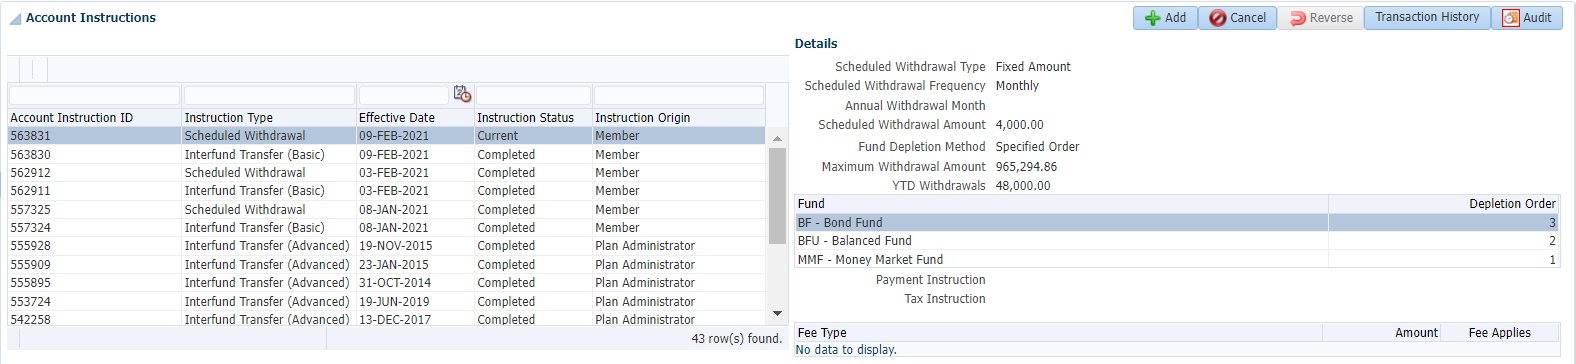 Account Instructions
Add Cancel Reverse Transaction History Audit
Account Instruction ID Instruction Type Effective Date Instruction Status Instruction Origin
563831 Scheduled Withdrawal 09-FEB-2021 Current Member
563830 Interfund Transfer (Basic) 09-FEB-2021 Completed Member
562912 Scheduled Withdrawal 03-FEB-2021 Completed Member
562911 Interfund Transfer (Basic) 03-FEB-2021 Completed Member
557325 Scheduled Withdrawal 08-JAN-2021 Completed Member
557324 Interfund Transfer (Basic) 08-JAN-2021 Completed Member
555928 Interfund Transfer (Advanced) 19-NOV-2015 Completed Plan Administrator
555909 Interfund Transfer (Advanced) 23-JAN-2015 Completed Plan Administrator
555895 Interfund Transfer (Advanced) 31-OCT-2014 Completed Plan Administrator
553724 Interfund Transfer (Advanced) 19-JUN-2019 Completed Plan Administrator
542258 Interfund Transfer (Advanced) 13-DEC-2017 Completed Plan Administrator
43 row(s) found.
Details
Scheduled Withdrawal Type Fixed Amount
Scheduled Withdrawal Frequency Monthly
Annual Withdrawal Month
Scheduled Withdrawal Amount 4,000.00
Fund Depletion Method Specified Order
Maximum Withdrawal Amount 965,294.86
YTD Withdrawals 48,000.00
Fund Depletion Order
BF - Bond Fund 3
BFU - Balanced Fund 2
MMF - Money Market Fund 1
Payment Instruction
Tax Instruction
Fee Type Amount Fee Applies
No data to display.